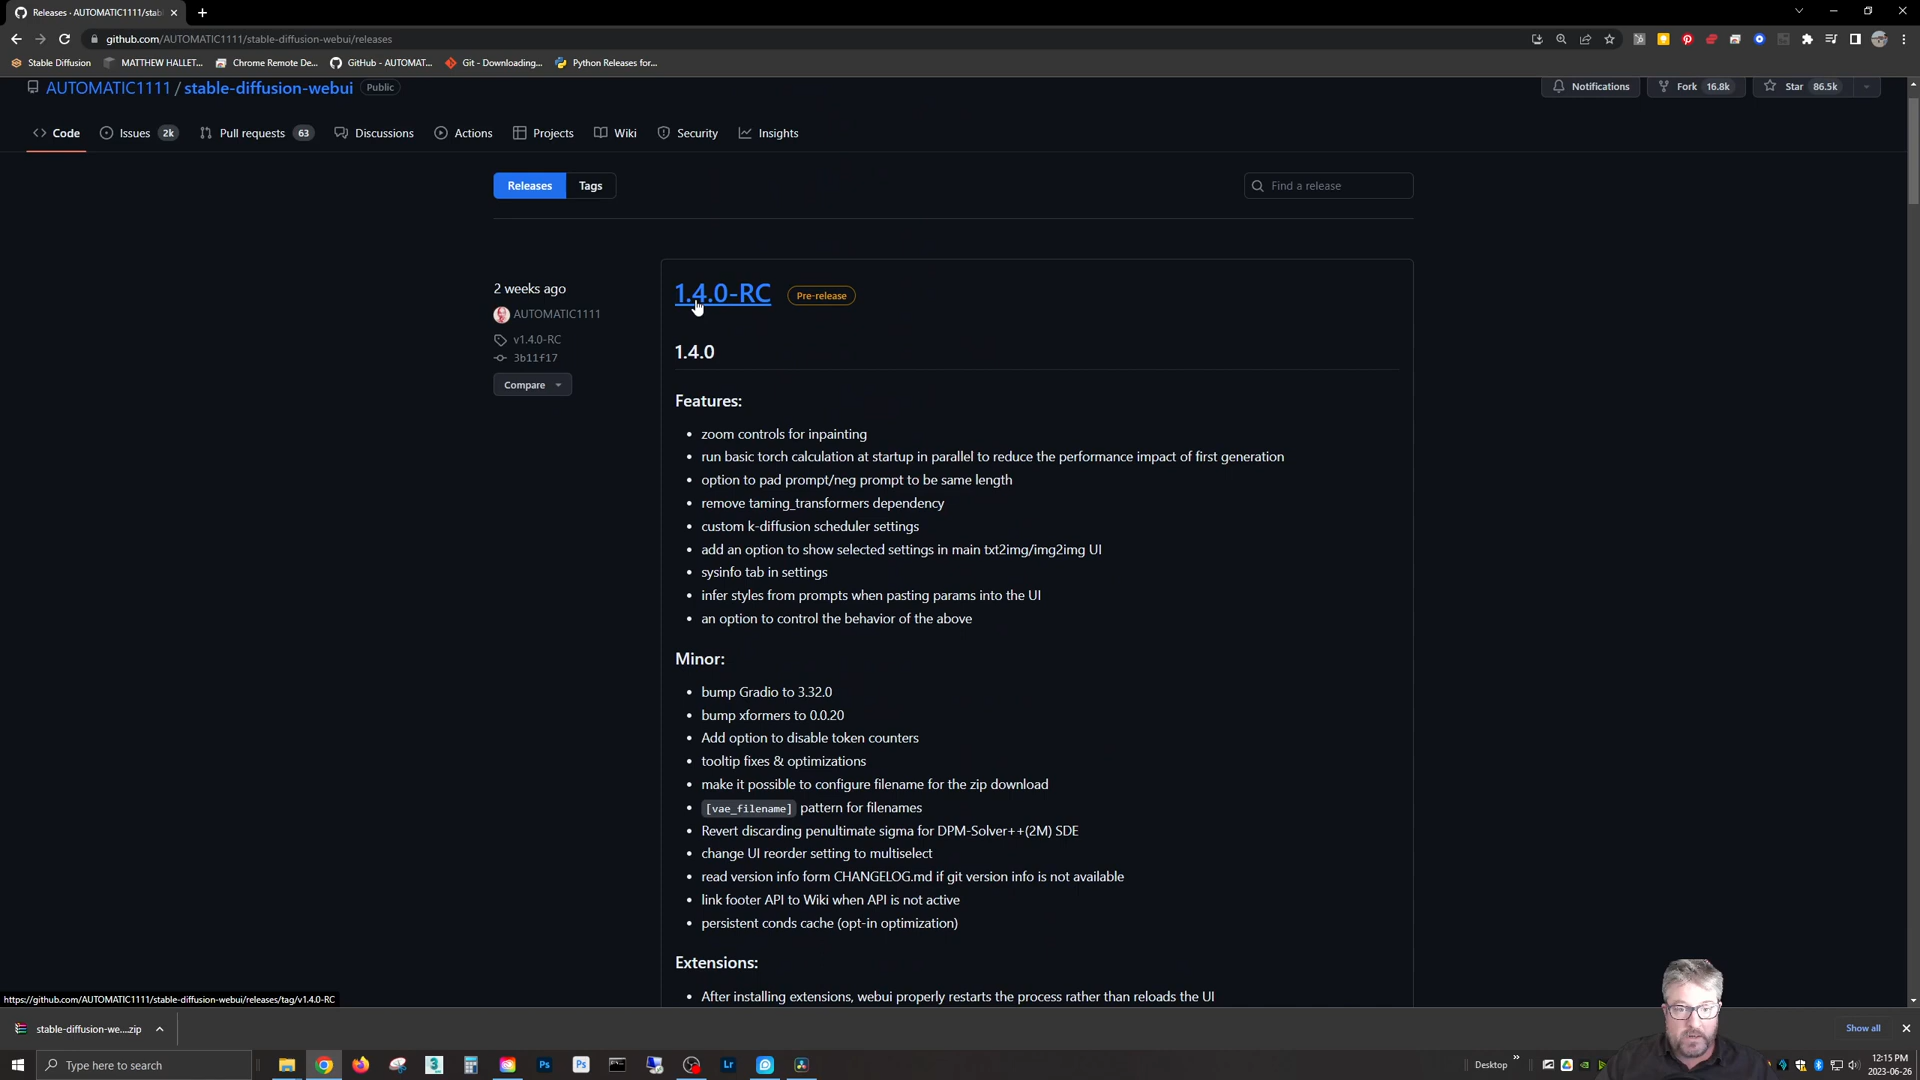 Releases · AUTOMATIC1111/stab
github.com/AUTOMATIC1111/stable-diffusion-webui/releases
Stable Diffusion
MATTHEW HALLET...
Chrome Remote De...
GitHub - AUTOMAT...
Git - Downloading...
Python Releases for...
AUTOMATIC1111 / stable-diffusion-webui Public
Notifications
Fork 16.8k
Star 86.5k
Code
Issues 2k
Pull requests 63
Discussions
Actions
Projects
Wiki
Security
Insights
Releases
Tags
Find a release
2 weeks ago
AUTOMATIC1111
v1.4.0-RC
3b11f17
Compare
1.4.0-RC Pre-release
1.4.0
Features:
zoom controls for inpainting
run basic torch calculation at startup in parallel to reduce the performance impact of first generation
option to pad prompt/neg prompt to be same length
remove taming_transformers dependency
custom k-diffusion scheduler settings
add an option to show selected settings in main txt2img/img2img UI
sysinfo tab in settings
infer styles from prompts when pasting params into the UI
an option to control the behavior of the above
Minor:
bump Gradio to 3.32.0
bump xformers to 0.0.20
Add option to disable token counters
tooltip fixes & optimizations
make it possible to configure filename for the zip download
[vae_filename] pattern for filenames
Revert discarding penultimate sigma for DPM-Solver++(2M) SDE
change UI reorder setting to multiselect
read version info form CHANGELOG.md if git version info is not available
link footer API to Wiki when API is not active
persistent conds cache (opt-in optimization)
Extensions:
After installing extensions, webui properly restarts the process rather than reloads the UI
https://github.com/AUTOMATIC1111/stable-diffusion-webui/releases/tag/v1.4.0-RC
stable-diffusion-we....zip
Show all
Type here to search
3
Ps
Ps
Lr
Desktop
12:15 PM
2023-06-26